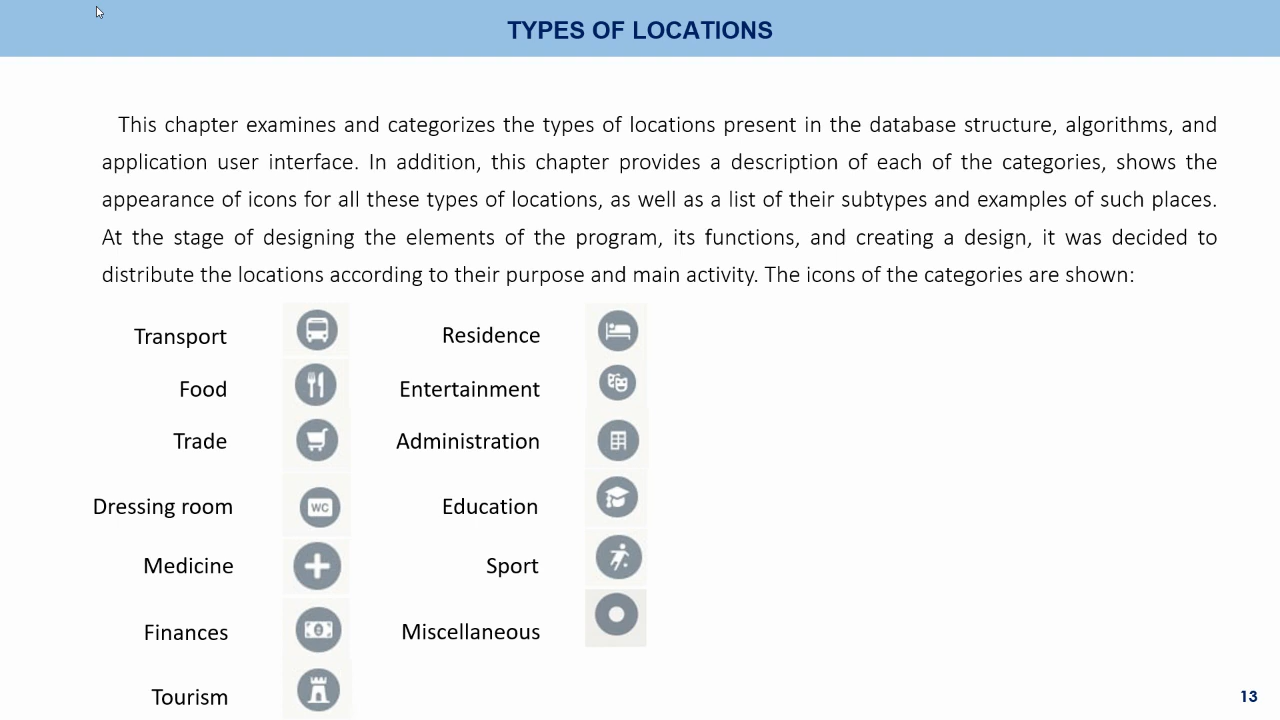 TYPES OF LOCATIONS
This chapter examines and categorizes the types of locations present in the database structure, algorithms, and
application user interface. In addition, this chapter provides a description of each of the categories, shows the
appearance of icons for all these types of locations, as well as a list of their subtypes and examples of such places.
At the stage of designing the elements of the program, its functions, and creating a design, it was decided to
distribute the locations according to their purpose and main activity. The icons of the categories are shown:
Transport
Food
Trade
Dressing room
WC
Medicine
Finances
Tourism
Residence
Entertainment
Administration
Education
Sport
Miscellaneous
13